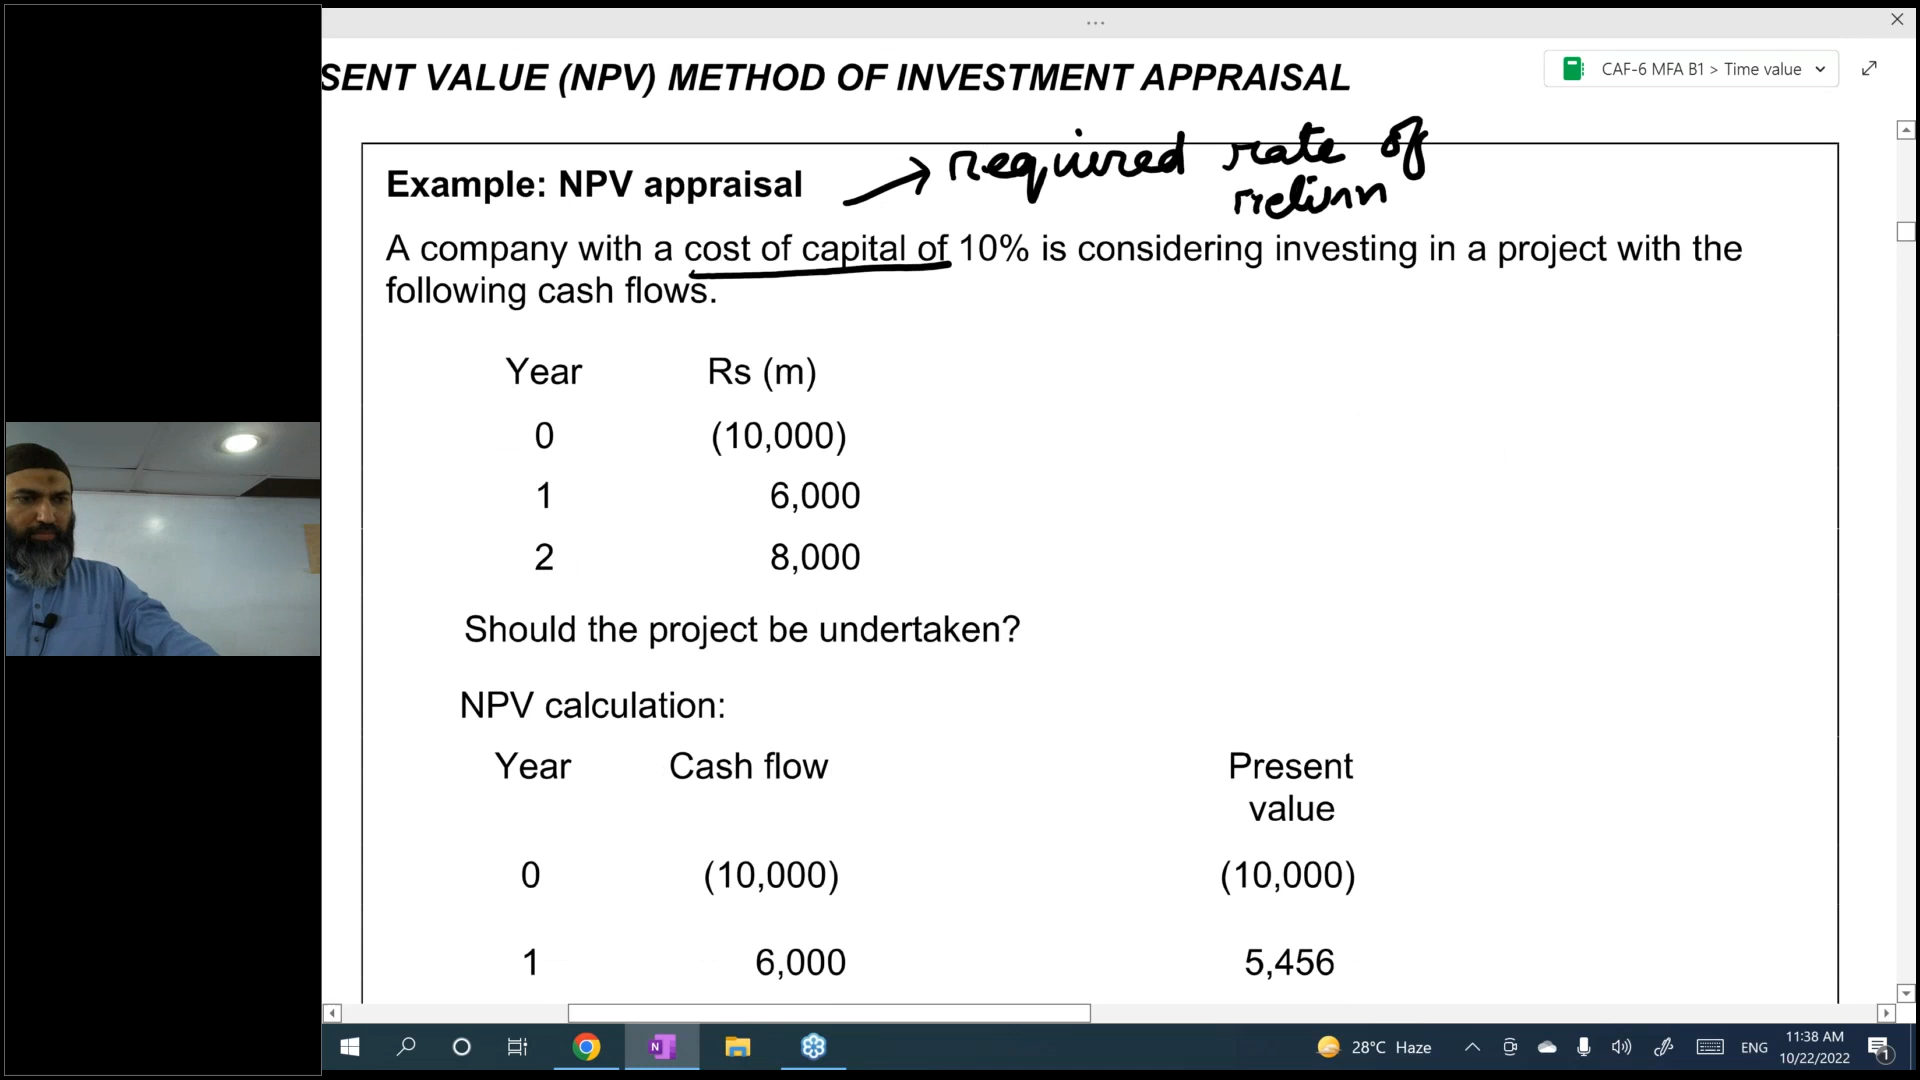 SENT VALUE (NPV) METHOD OF INVESTMENT APPRAISAL
CAF-6 MFA B1 > Time value
Example: NPV appraisal
required rate of
return
A company with a cost of capital of 10% is considering investing in a project with the
following cash flows.
Year Rs (m)
0 (10,000)
1 6,000
2 8,000
Should the project be undertaken?
NPV calculation:
Year Cash flow Present
value
0 (10,000) (10,000)
1 6,000 5,456
28°C Haze
ENG
11:38 AM
10/22/2022
1